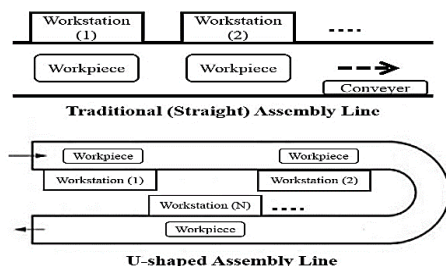 Workstation (1)
Workstation (2)
....
Workpiece
Workpiece
Conveyer
Traditional (Straight) Assembly Line
Workpiece
Workpiece
Workstation (1)
Workstation (2)
Workstation (N)
....
Workpiece
U-shaped Assembly Line